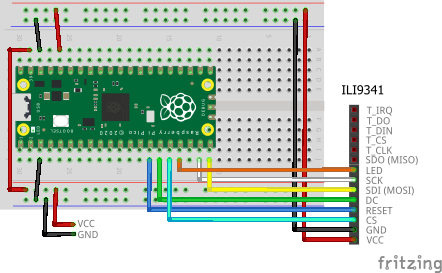 ILI9341
T_IRQ
T_DO
T_DIN
T_CS
T_CLK
SDO (MISO)
LED
SCK
SDI (MOSI)
DC
RESET
CS
GND
VCC
BOOTSEL
Raspberry Pi Pico ©2020
VCC
GND
fritzing